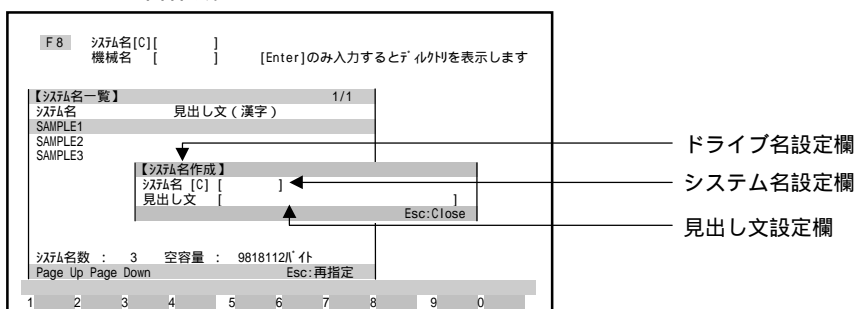 F8 ｼｽﾃﾑ名[C][ ]
機械名 [ ] [Enter]のみ入力するとﾃﾞｨﾚｸﾄﾘを表示します
【ｼｽﾃﾑ名一覧】 1/1
ｼｽﾃﾑ名 見出し文(漢字)
SAMPLE1
SAMPLE2
SAMPLE3
【ｼｽﾃﾑ名作成】
ｼｽﾃﾑ名 [C] [ ]
見出し文 [ ]
Esc:Close
ドライブ名設定欄
システム名設定欄
見出し文設定欄
ｼｽﾃﾑ名数 : 3 空容量 : 9818112ﾊﾞｲﾄ
Page Up Page Down Esc:再指定
1 2 3 4 5 6 7 8 9 0